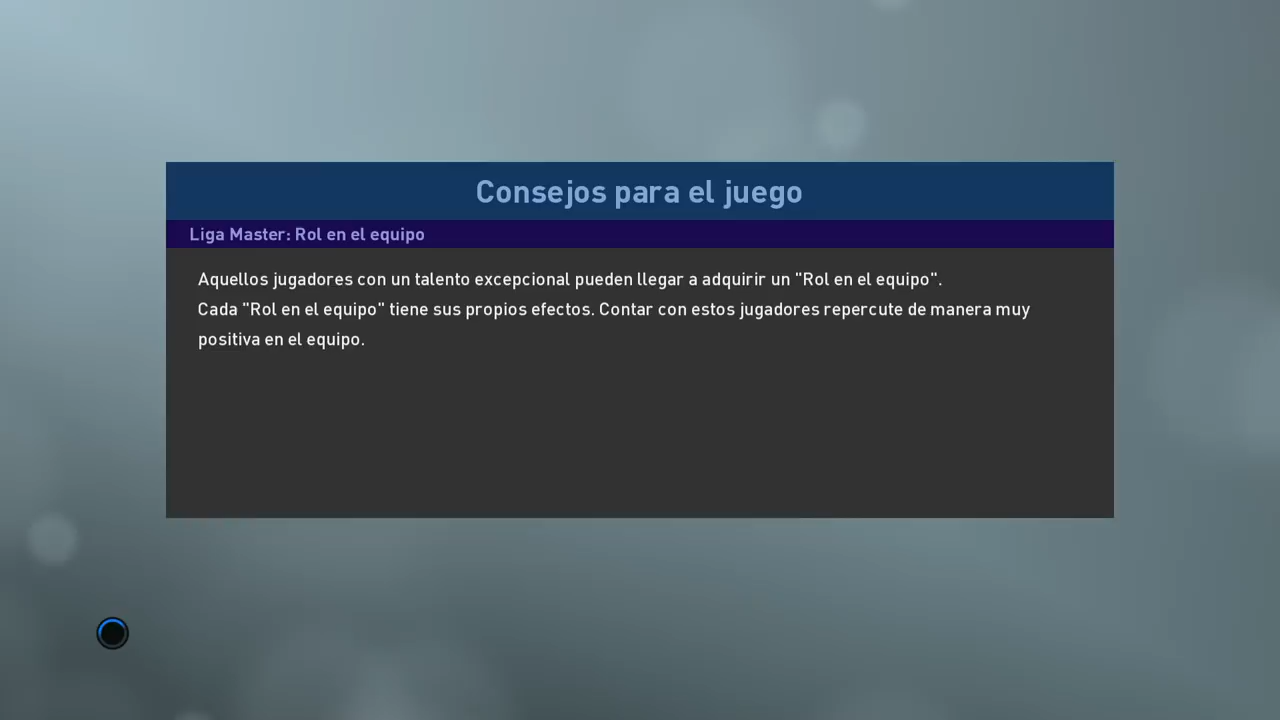 Consejos para el juego
Liga Master: Rol en el equipo
Aquellos jugadores con un talento excepcional pueden llegar a adquirir un "Rol en el equipo".
Cada "Rol en el equipo" tiene sus propios efectos. Contar con estos jugadores repercute de manera muy
positiva en el equipo.